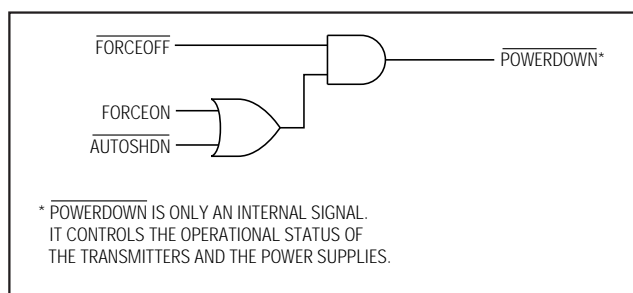 FORCEOFF
POWERDOWN*
FORCEON
AUTOSHDN
* POWERDOWN IS ONLY AN INTERNAL SIGNAL.
IT CONTROLS THE OPERATIONAL STATUS OF
THE TRANSMITTERS AND THE POWER SUPPLIES.